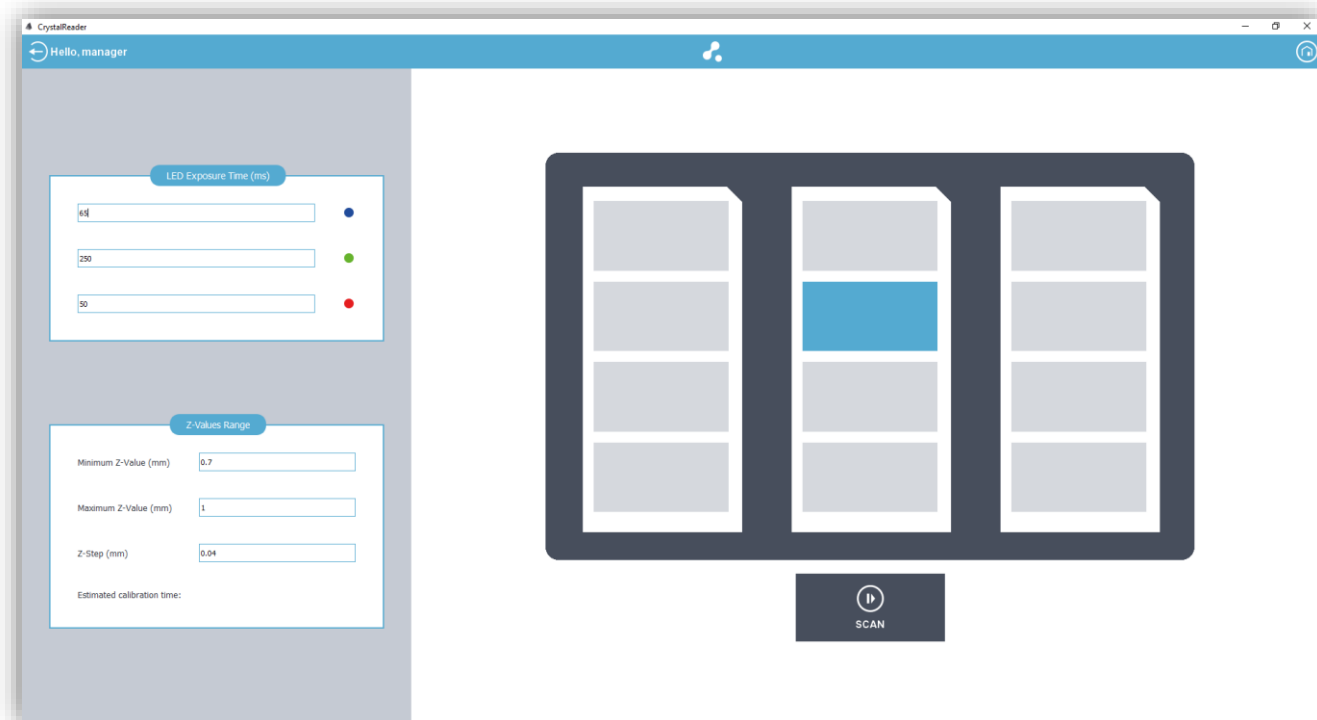 CrystalReader
Hello, manager
LED Exposure Time (ms)
65
250
50
Z-Values Range
Minimum Z-Value (mm) 0.7
Maximum Z-Value (mm) 1
Z-Step (mm) 0.04
Estimated calibration time:
SCAN